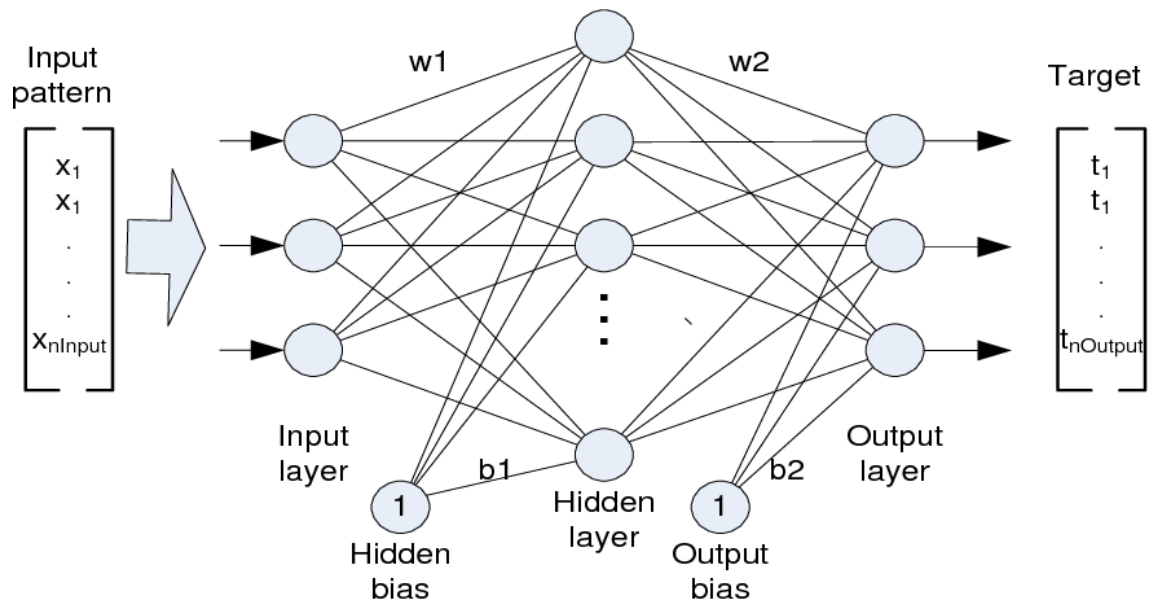 Input
pattern
x₁
x₁
.
.
.
xₙInput
w1
w2
Target
t₁
t₁
.
.
.
tₙOutput
Input
layer
Output
layer
b1
b2
1
Hidden
bias
Hidden
layer
1
Output
bias